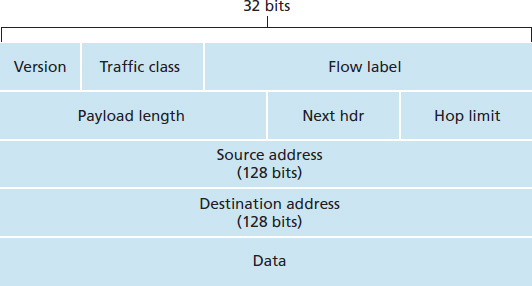 32 bits
Version Traffic class Flow label
Payload length Next hdr Hop limit
Source address
(128 bits)
Destination address
(128 bits)
Data